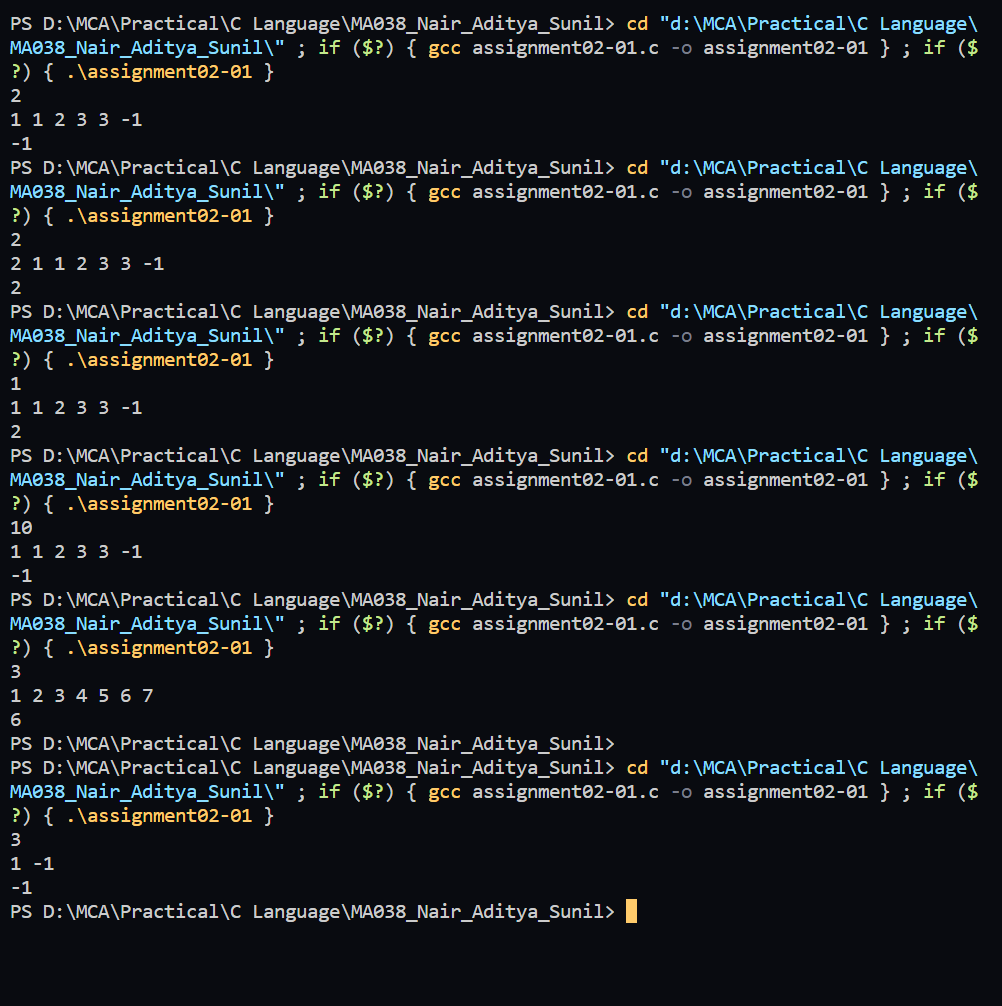 PS D:\MCA\Practical\C Language\MA038_Nair_Aditya_Sunil> cd "d:\MCA\Practical\C Language\
MA038_Nair_Aditya_Sunil\" ; if ($?) { gcc assignment02-01.c -o assignment02-01 } ; if ($
?) { .\assignment02-01 }
2
1 1 2 3 3 -1
-1
PS D:\MCA\Practical\C Language\MA038_Nair_Aditya_Sunil> cd "d:\MCA\Practical\C Language\
MA038_Nair_Aditya_Sunil\" ; if ($?) { gcc assignment02-01.c -o assignment02-01 } ; if ($
?) { .\assignment02-01 }
2
2 1 1 2 3 3 -1
2
PS D:\MCA\Practical\C Language\MA038_Nair_Aditya_Sunil> cd "d:\MCA\Practical\C Language\
MA038_Nair_Aditya_Sunil\" ; if ($?) { gcc assignment02-01.c -o assignment02-01 } ; if ($
?) { .\assignment02-01 }
1
1 1 2 3 3 -1
2
PS D:\MCA\Practical\C Language\MA038_Nair_Aditya_Sunil> cd "d:\MCA\Practical\C Language\
MA038_Nair_Aditya_Sunil\" ; if ($?) { gcc assignment02-01.c -o assignment02-01 } ; if ($
?) { .\assignment02-01 }
10
1 1 2 3 3 -1
-1
PS D:\MCA\Practical\C Language\MA038_Nair_Aditya_Sunil> cd "d:\MCA\Practical\C Language\
MA038_Nair_Aditya_Sunil\" ; if ($?) { gcc assignment02-01.c -o assignment02-01 } ; if ($
?) { .\assignment02-01 }
3
1 2 3 4 5 6 7
6
PS D:\MCA\Practical\C Language\MA038_Nair_Aditya_Sunil>
PS D:\MCA\Practical\C Language\MA038_Nair_Aditya_Sunil> cd "d:\MCA\Practical\C Language\
MA038_Nair_Aditya_Sunil\" ; if ($?) { gcc assignment02-01.c -o assignment02-01 } ; if ($
?) { .\assignment02-01 }
3
1 -1
-1
PS D:\MCA\Practical\C Language\MA038_Nair_Aditya_Sunil>